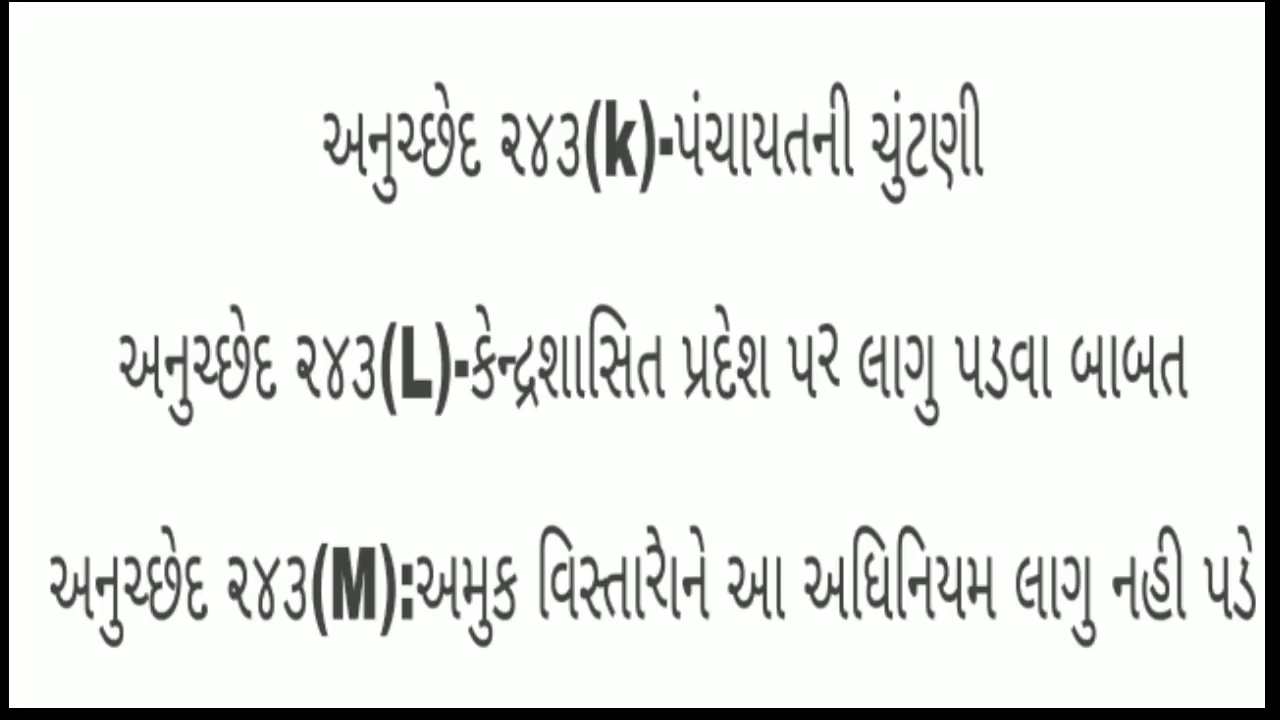 અનુચ્છેદ ૨૪૩(k)-પંચાયતની ચુંટણી
અનુચ્છેદ ૨૪૩(L)-કેન્દ્રશાસિત પ્રદેશ પર લાગુ પડવા બાબત
અનુચ્છેદ ૨૪૩(M):અમુક વિસ્તારોને આ અધિનિયમ લાગુ નહી પડે